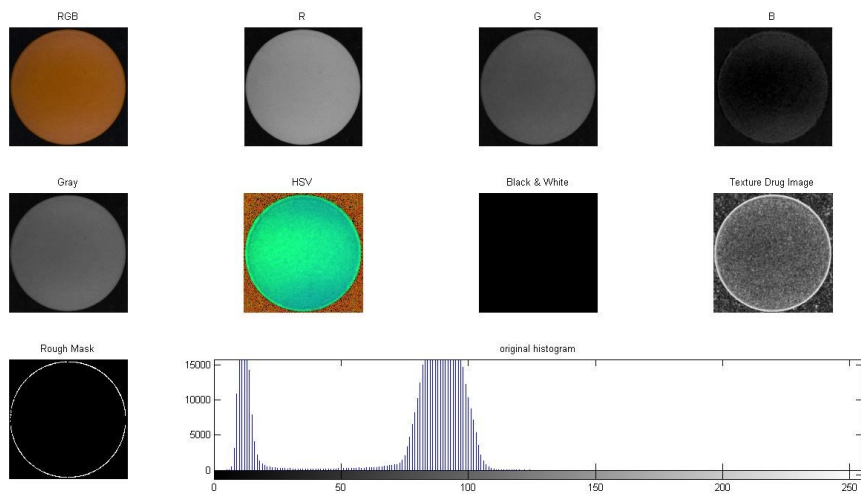 RGB
R
G
B
Gray
HSV
Black & White
Texture Drug Image
Rough Mask
original histogram
15000
10000
5000
0
0
50
100
150
200
250